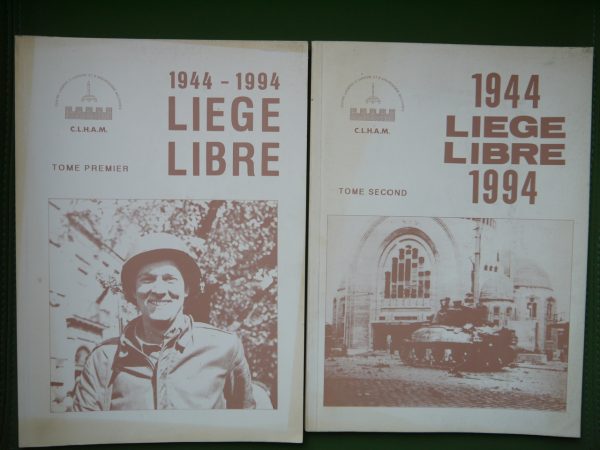 C.L.H.A.M.
1944 - 1994
LIEGE
LIBRE
TOME PREMIER
C.L.H.A.M.
1944
LIEGE
LIBRE
1994
TOME SECOND